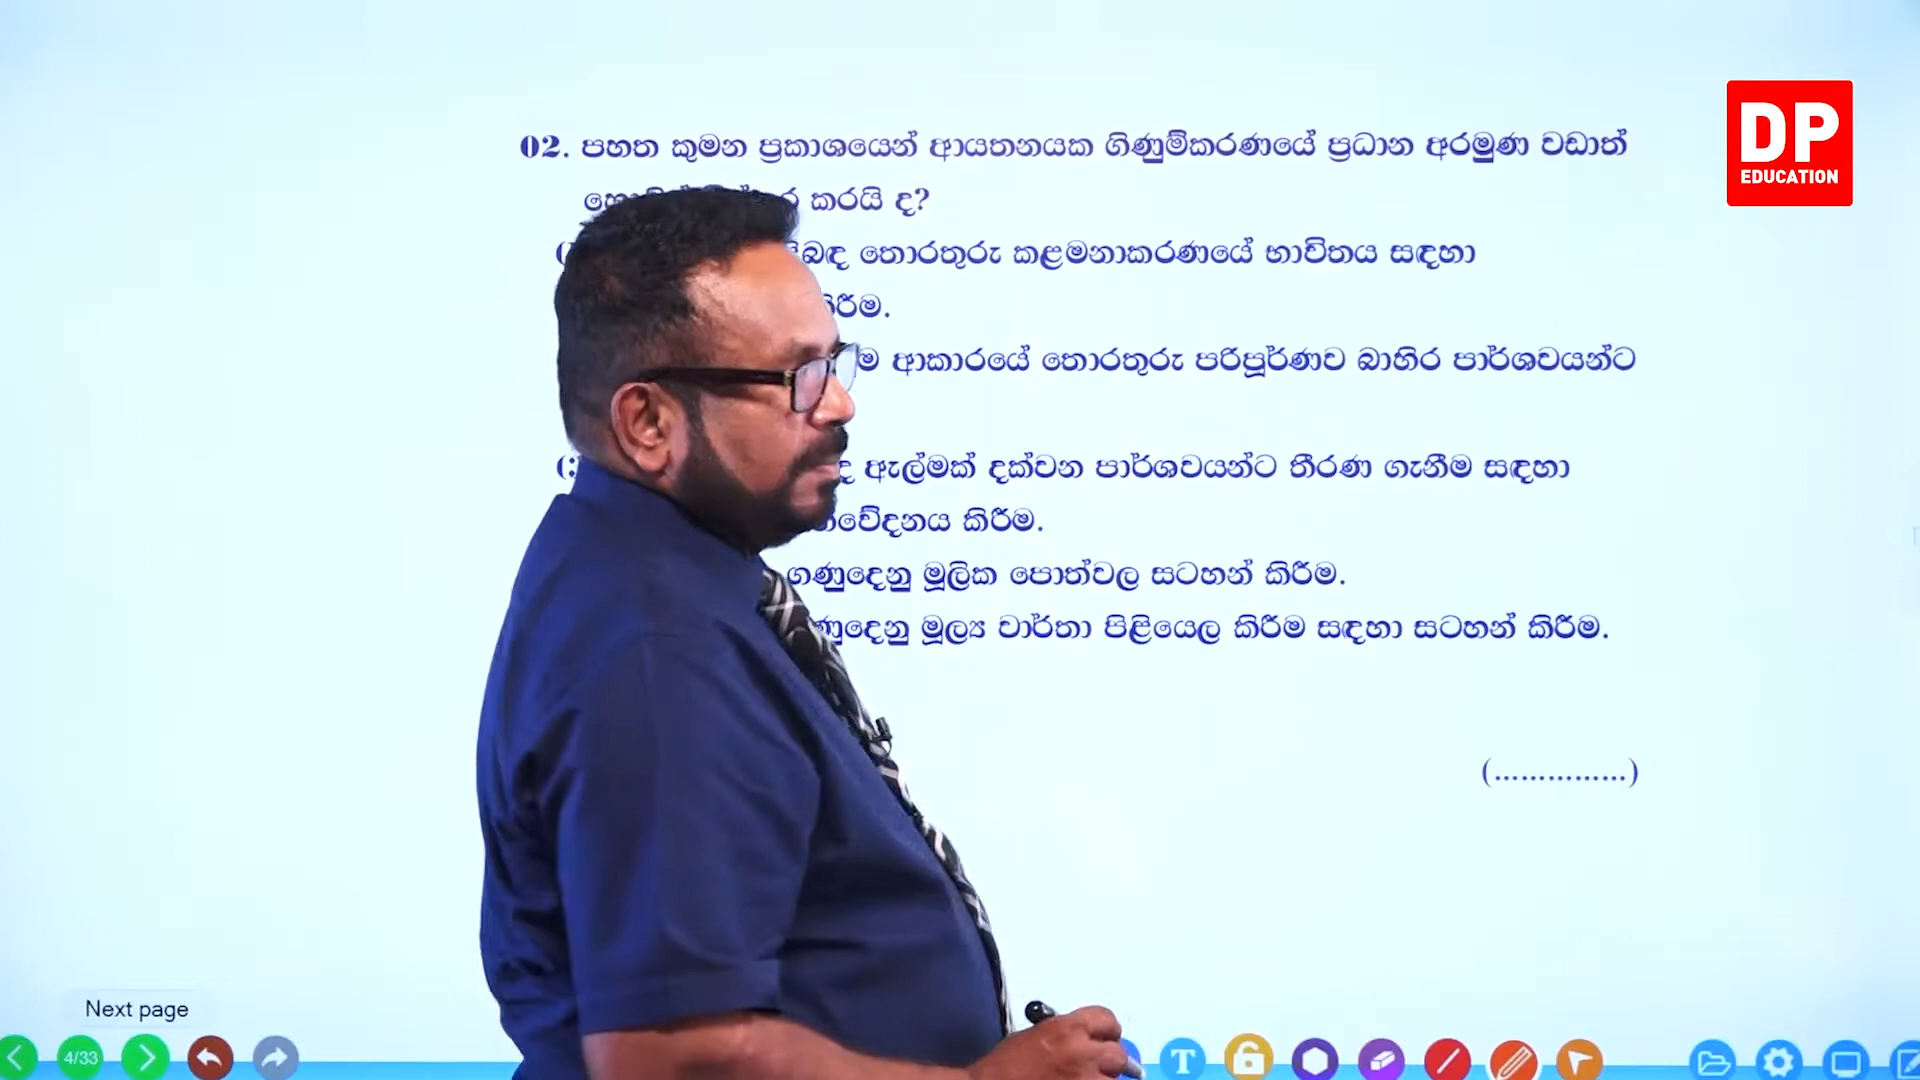 DP
EDUCATION
02. පහත කුමන ප්‍රකාශයෙන් ආයතනයක ගිණුම්කරණයේ ප්‍රධාන අරමුණ වඩාත්
කරයි ද?
තොරතුරු කළමනාකරණයේ භාවිතය සඳහා
ආකාරයේ තොරතුරු පරිපූර්ණව බාහිර පාර්ශවයන්ට
ඇල්මක් දක්වන පාර්ශවයන්ට තීරණ ගැනීම සඳහා
කිරීම.
ගණුදෙනු මූලික පොත්වල සටහන් කිරීම.
මූල්‍ය වාර්තා පිළියෙල කිරීම සඳහා සටහන් කිරීම.
(...............)
Next page
4/33
T